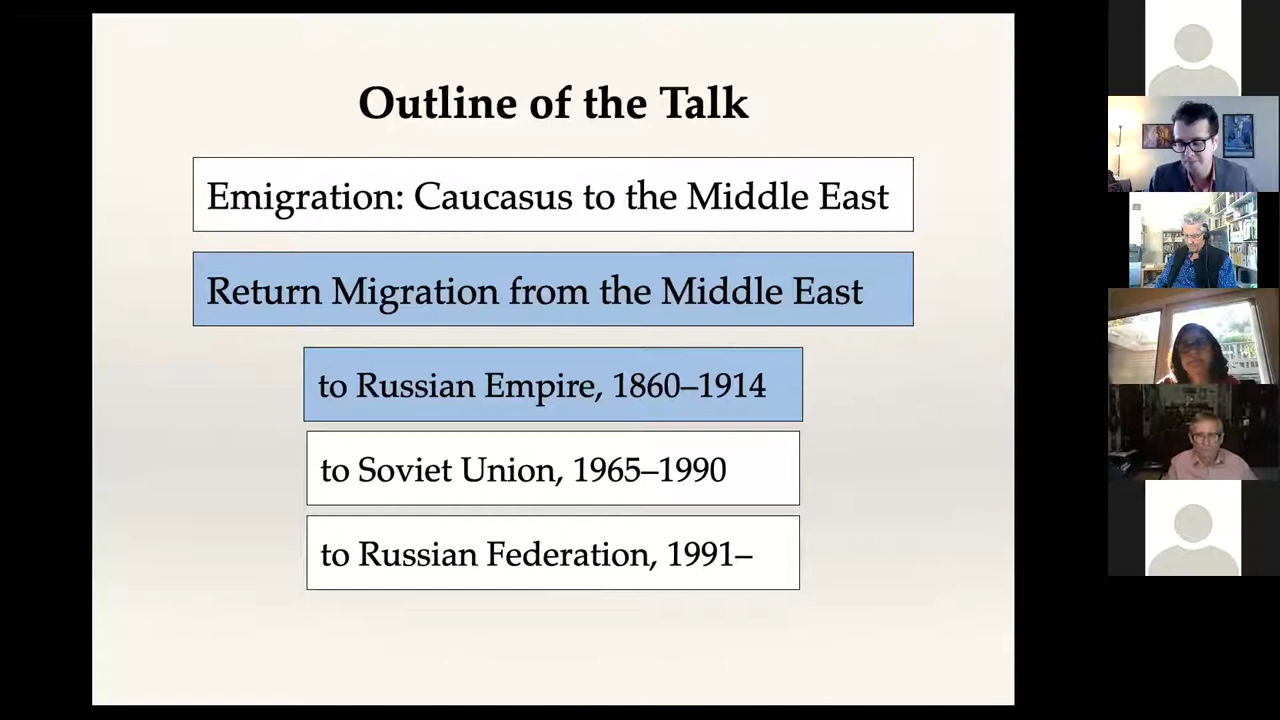 Outline of the Talk
Emigration: Caucasus to the Middle East
Return Migration from the Middle East
to Russian Empire, 1860–1914
to Soviet Union, 1965–1990
to Russian Federation, 1991–